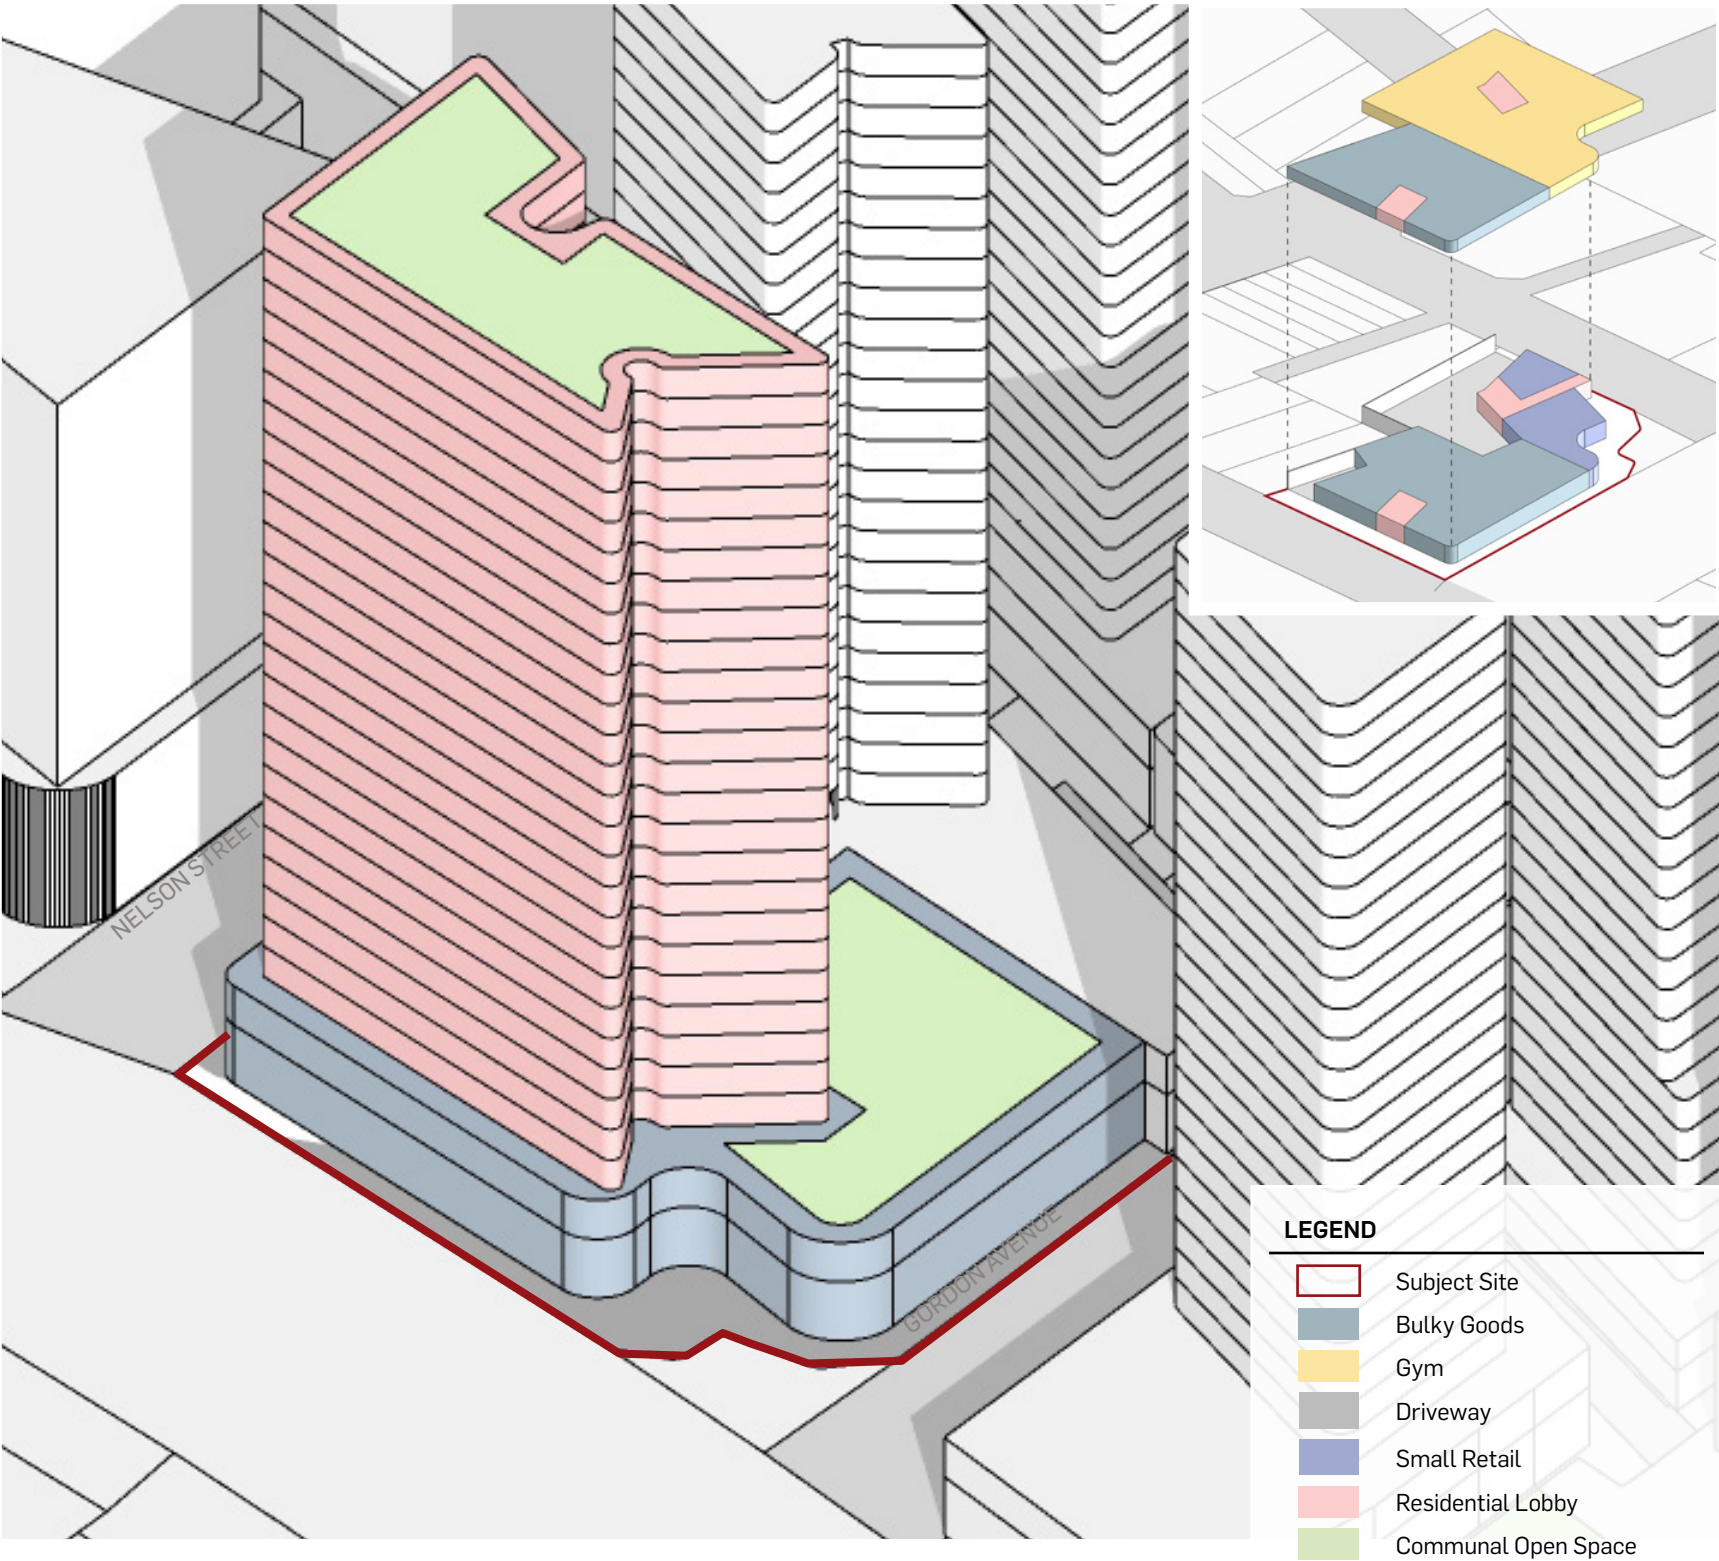 NELSON STREET
GORDON AVENUE
LEGEND
Subject Site
Bulky Goods
Gym
Driveway
Small Retail
Residential Lobby
Communal Open Space